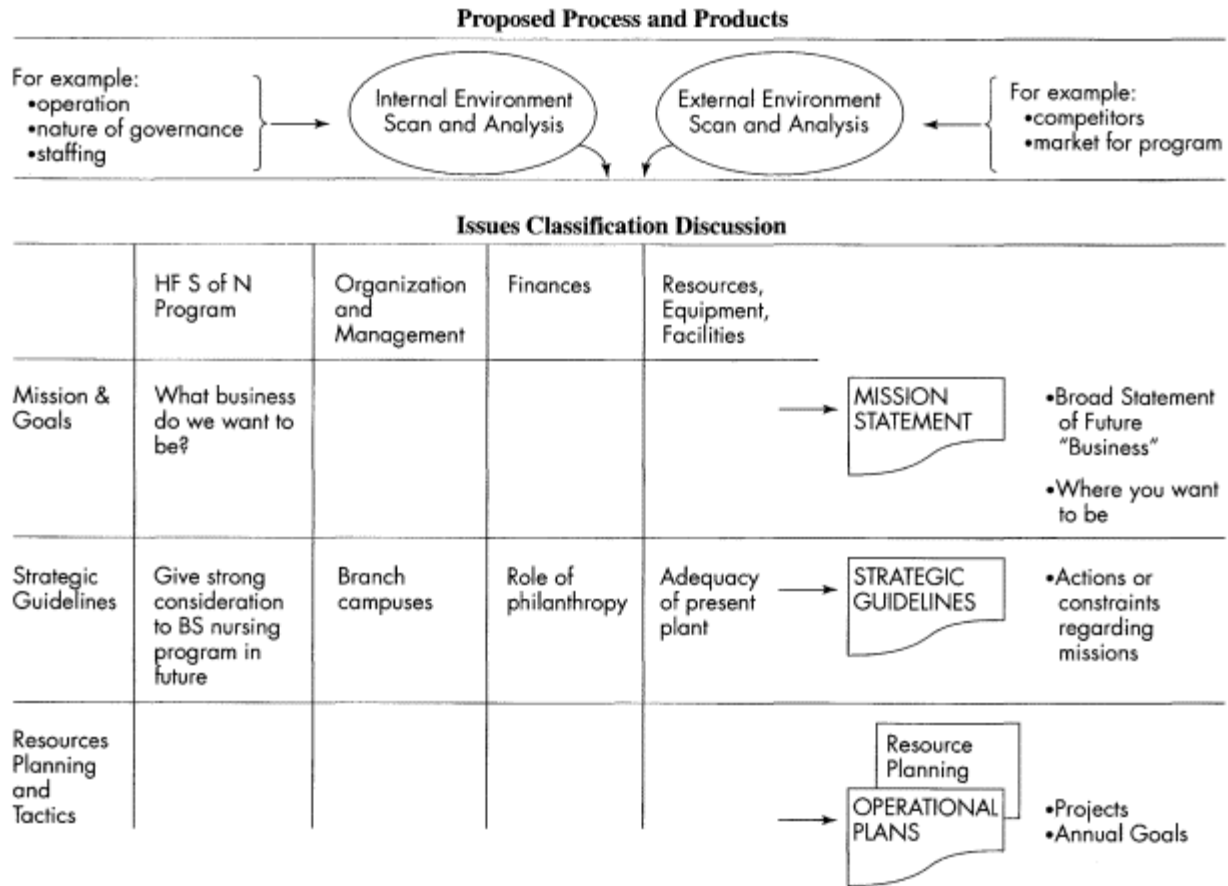 Proposed Process and Products
For example:
•operation
•nature of governance
•staffing
Internal Environment
Scan and Analysis
External Environment
Scan and Analysis
For example:
•competitors
•market for program
Issues Classification Discussion
HF S of N
Program
Organization
and
Management
Finances
Resources,
Equipment,
Facilities
Mission &
Goals
What business
do we want to
be?
MISSION
STATEMENT
•Broad Statement
of Future
"Business"
•Where you want
to be
Strategic
Guidelines
Give strong
consideration
to BS nursing
program in
future
Branch
campuses
Role of
philanthropy
Adequacy
of present
plant
STRATEGIC
GUIDELINES
•Actions or
constraints
regarding
missions
Resources
Planning
and
Tactics
Resource
Planning
OPERATIONAL
PLANS
•Projects
•Annual Goals